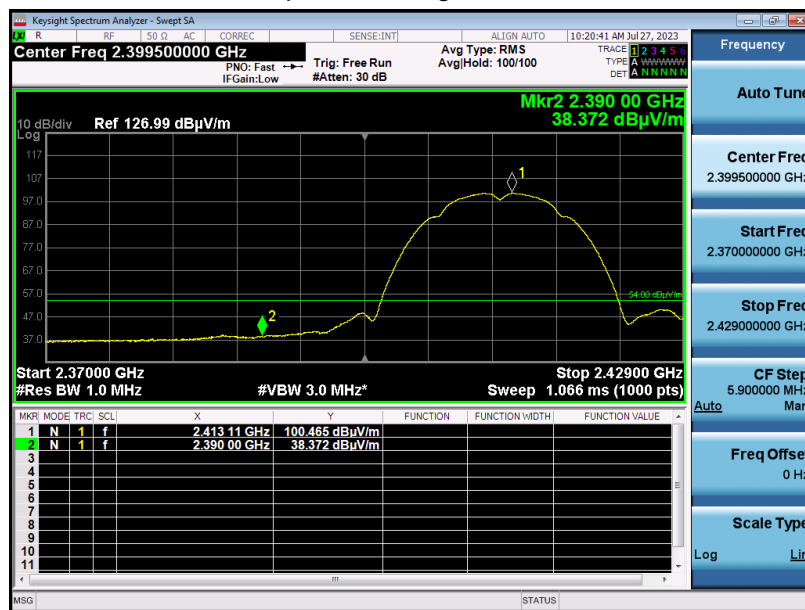 Keysight Spectrum Analyzer - Swept SA
LXI R RF 50 Ω AC CORREC SENSE:INT ALIGN AUTO 10:20:41 AM Jul 27, 2023
Center Freq 2.399500000 GHz
PNO: Fast
IFGain:Low
Trig: Free Run
#Atten: 30 dB
Avg Type: RMS
Avg|Hold: 100/100
TRACE 1 2 3 4 5 6
TYPE A WWWWW
DET A N N N N N
Mkr2 2.390 00 GHz
38.372 dBµV/m
10 dB/div Ref 126.99 dBµV/m
Log
117
107
97.0
87.0
77.0
67.0
57.0
47.0
37.0
1
2
54.00 dBµV/m
Start 2.37000 GHz Stop 2.42900 GHz
#Res BW 1.0 MHz #VBW 3.0 MHz* Sweep 1.066 ms (1000 pts)
MKR MODE TRC SCL X Y FUNCTION FUNCTION WIDTH FUNCTION VALUE
1 N 1 f 2.413 11 GHz 100.465 dBµV/m
2 N 1 f 2.390 00 GHz 38.372 dBµV/m
3
4
5
6
7
8
9
10
11
MSG STATUS
Frequency
Auto Tune
Center Freq
2.399500000 GHz
Start Freq
2.370000000 GHz
Stop Freq
2.429000000 GHz
CF Step
5.900000 MHz
Auto Man
Freq Offset
0 Hz
Scale Type
Log Lin